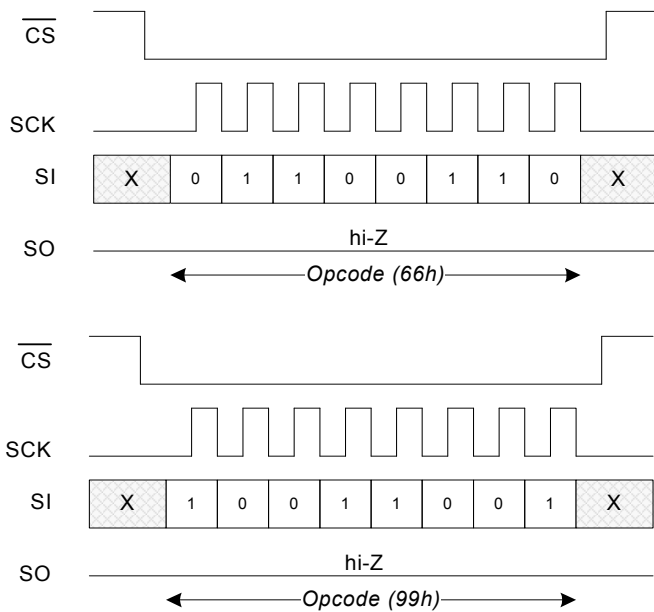 CS
SCK
SI X 0 1 1 0 0 1 1 0 X
SO hi-Z
Opcode (66h)
CS
SCK
SI X 1 0 0 1 1 0 0 1 X
SO hi-Z
Opcode (99h)